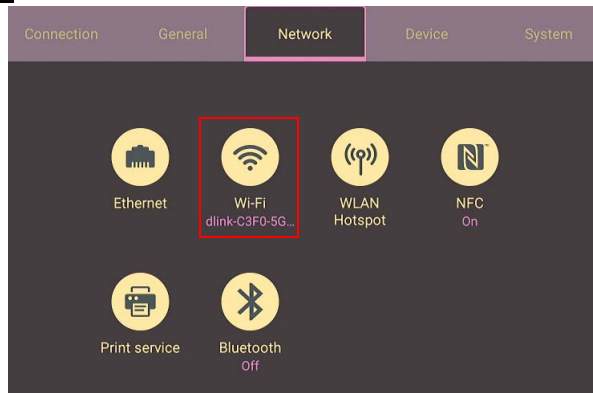 Connection General Network Device System
Ethernet Wi-Fi WLAN NFC
dlink-C3F0-5G... Hotspot On
Print service Bluetooth
Off